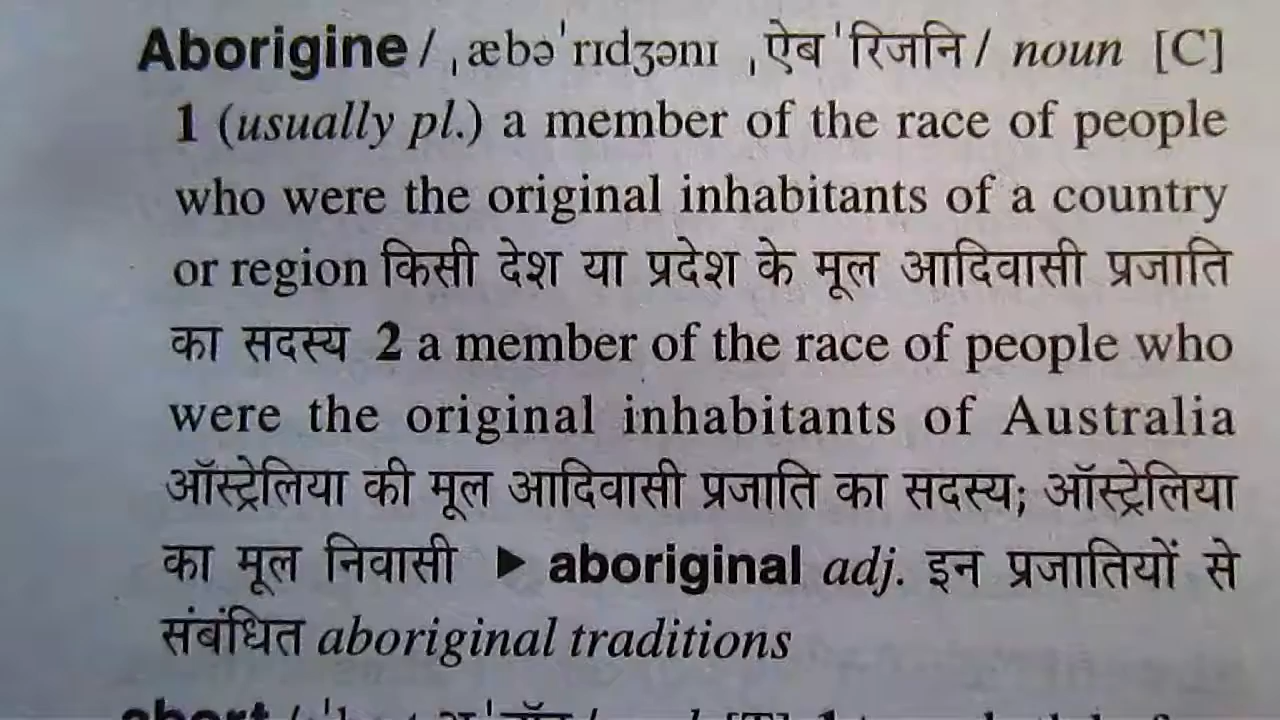 Aborigine /ˌæbəˈrɪdʒənɪ ˌऐबˈरिजनि/ noun [C]
1 (usually pl.) a member of the race of people
who were the original inhabitants of a country
or region किसी देश या प्रदेश के मूल आदिवासी प्रजाति
का सदस्य 2 a member of the race of people who
were the original inhabitants of Australia
ऑस्ट्रेलिया की मूल आदिवासी प्रजाति का सदस्य; ऑस्ट्रेलिया
का मूल निवासी ▶ aboriginal adj. इन प्रजातियों से
संबंधित aboriginal traditions
abort